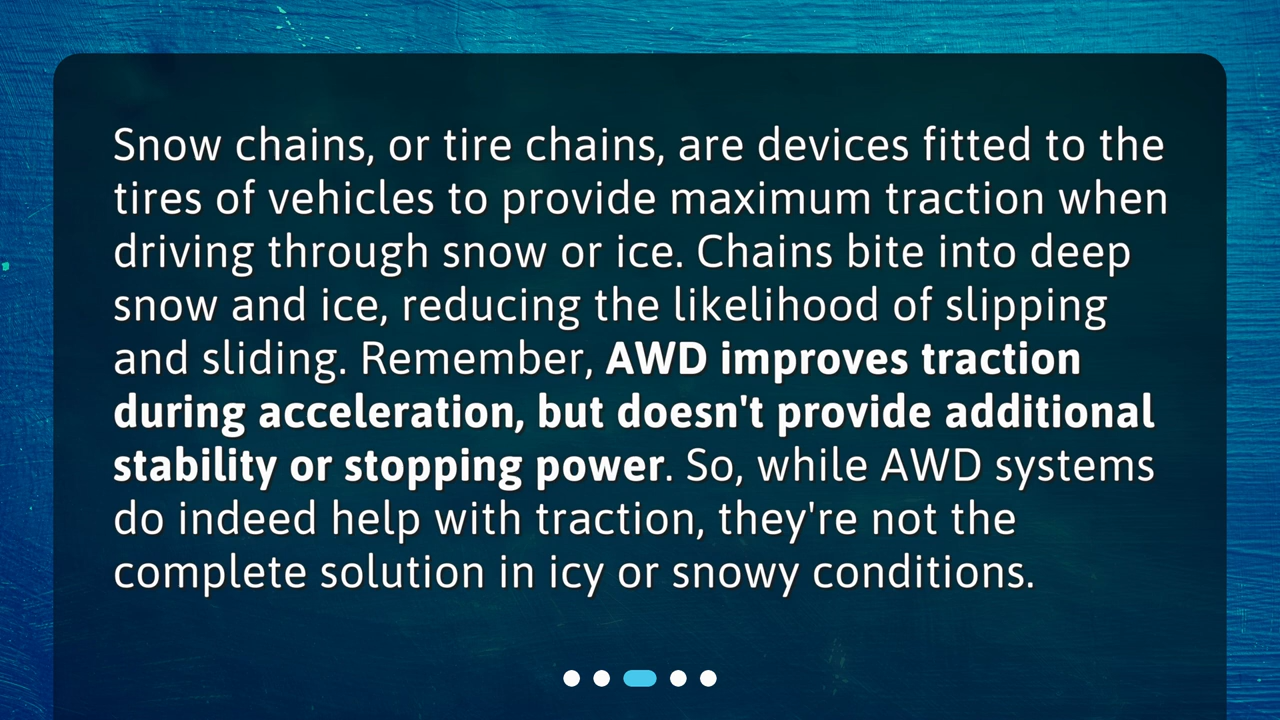 Snow chains, or tire chains, are devices fitted to the
tires of vehicles to provide maximum traction when
driving through snow or ice. Chains bite into deep
snow and ice, reducing the likelihood of slipping
and sliding. Remember, AWD improves traction
during acceleration, but doesn't provide additional
stability or stopping power. So, while AWD systems
do indeed help with traction, they're not the
complete solution in icy or snowy conditions.